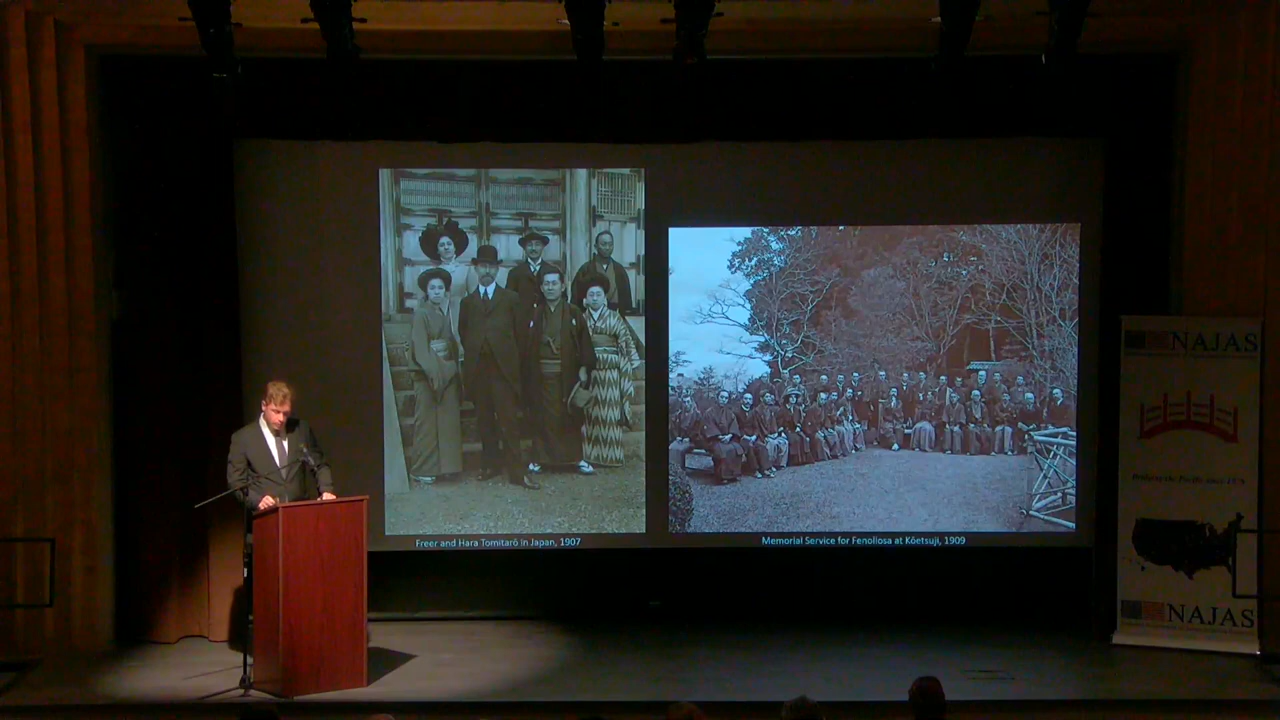 Freer and Hara Tomitarō in Japan, 1907
Memorial Service for Fenollosa at Kōetsuji, 1909
NAJAS
NAJAS